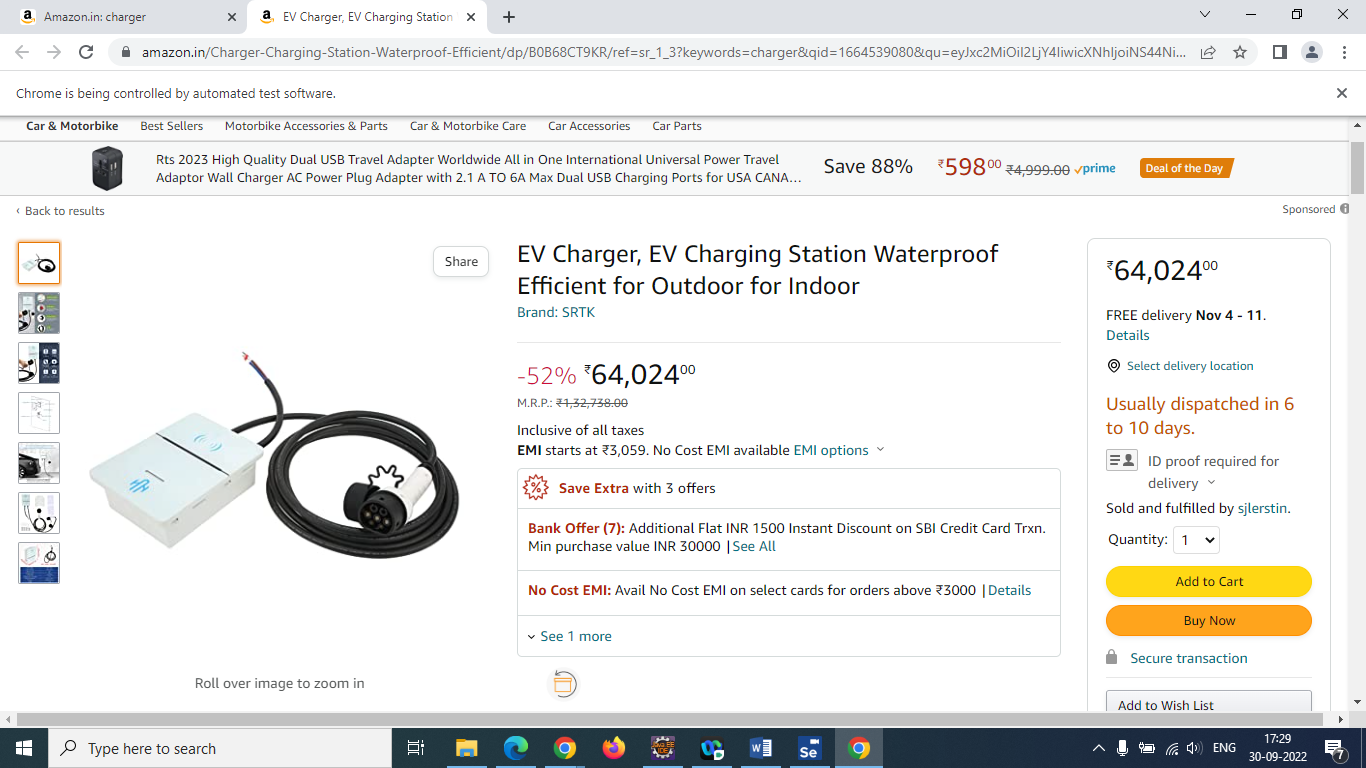 Amazon.in: charger
EV Charger, EV Charging Station
amazon.in/Charger-Charging-Station-Waterproof-Efficient/dp/B0B68CT9KR/ref=sr_1_3?keywords=charger&qid=1664539080&qu=eyJxc2MiOiI2LjY4IiwicXNhIjoiNS44Ni...
Chrome is being controlled by automated test software.
Car & Motorbike Best Sellers Motorbike Accessories & Parts Car & Motorbike Care Car Accessories Car Parts
Rts 2023 High Quality Dual USB Travel Adapter Worldwide All in One International Universal Power Travel
Adaptor Wall Charger AC Power Plug Adapter with 2.1 A TO 6A Max Dual USB Charging Ports for USA CANA...
Save 88% ₹59800 ₹4,999.00 prime Deal of the Day
‹ Back to results
Sponsored
Share
EV Charger, EV Charging Station Waterproof
Efficient for Outdoor for Indoor
Brand: SRTK
-52% ₹64,02400
M.R.P.: ₹1,32,738.00
Inclusive of all taxes
EMI starts at ₹3,059. No Cost EMI available EMI options
Save Extra with 3 offers
Bank Offer (7): Additional Flat INR 1500 Instant Discount on SBI Credit Card Trxn.
Min purchase value INR 30000 | See All
No Cost EMI: Avail No Cost EMI on select cards for orders above ₹3000 | Details
See 1 more
Roll over image to zoom in
₹64,02400
FREE delivery Nov 4 - 11.
Details
Select delivery location
Usually dispatched in 6
to 10 days.
ID proof required for
delivery
Sold and fulfilled by sjlerstin.
Quantity: 1
Add to Cart
Buy Now
Secure transaction
Add to Wish List
Type here to search
Se
ENG
17:29
30-09-2022
7